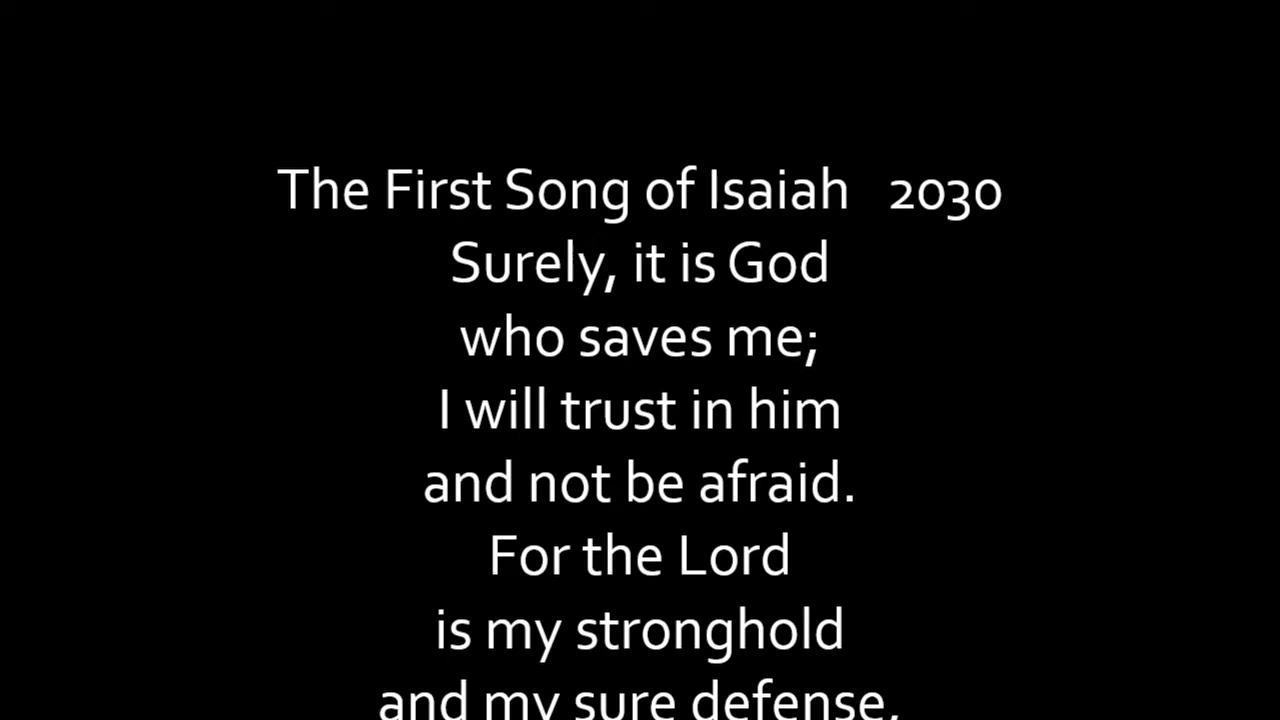 The First Song of Isaiah 2030
Surely, it is God
who saves me;
I will trust in him
and not be afraid.
For the Lord
is my stronghold
and my sure defense,